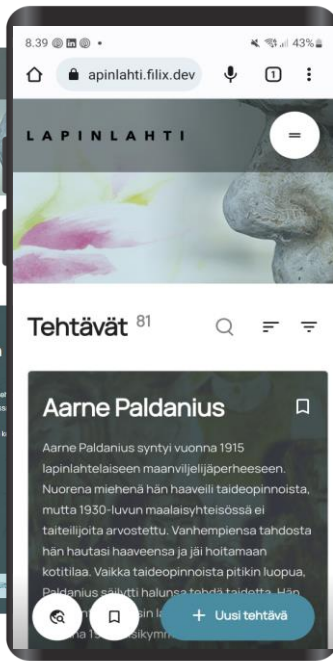 8.39
43%
apinlahti.filix.dev
1
LAPINLAHTI
Tehtävät 81
Aarne Paldanius
Aarne Paldanius syntyi vuonna 1915
lapinlahtelaiseen maanviljelijäperheeseen.
Nuorena miehenä hän haaveili taideopinnoista,
mutta 1930-luvun maalaisyhteisössä ei
taiteilijoita arvostettu. Vanhempiensa tahdosta
hän hautasi haaveensa ja jäi hoitamaan
kotitilaa. Vaikka taideopinnoista pitikin luopua,
Paldanius säilytti halunsa tehdä taidetta. Hän
+ Uusi tehtävä